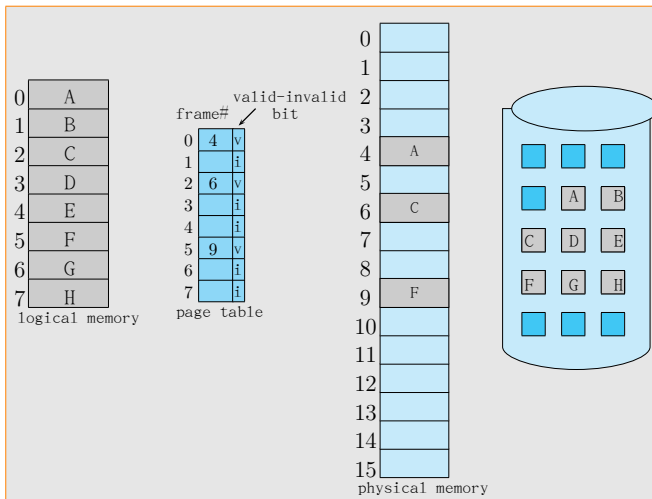 0 A
1 B
2 C
3 D
4 E
5 F
6 G
7 H
logical memory
frame#
valid-invalid
bit
0 4 v
1 i
2 6 v
3 i
4 i
5 9 v
6 i
7 i
page table
0
1
2
3
4 A
5
6 C
7
8
9 F
10
11
12
13
14
15
physical memory
A B
C D E
F G H